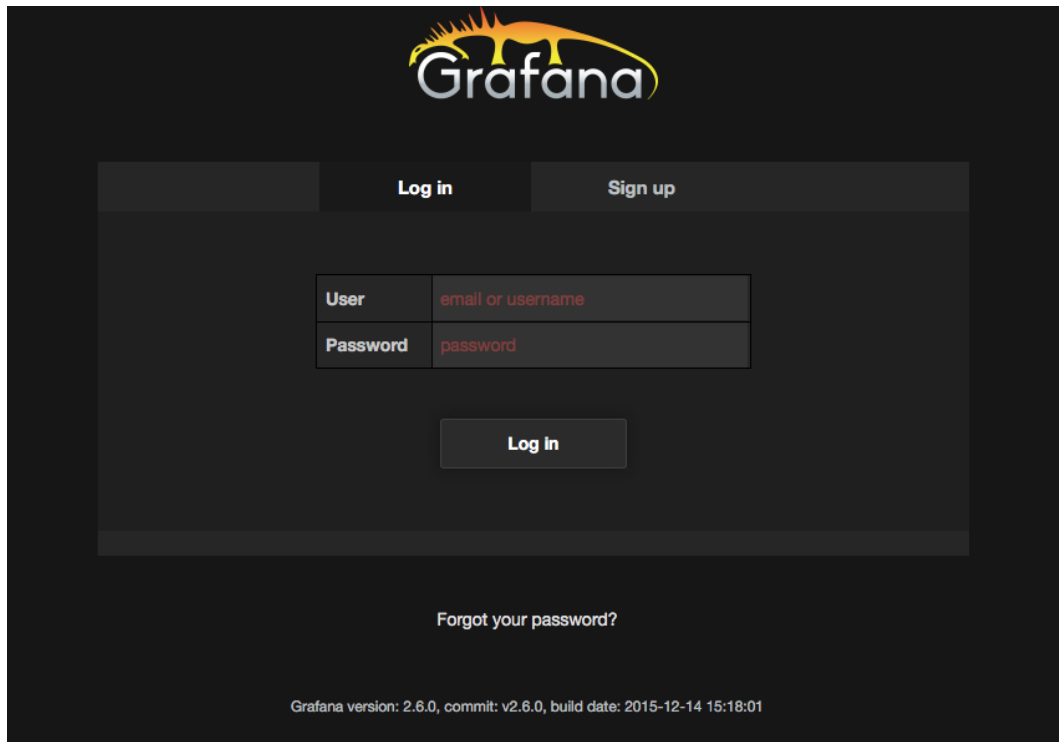 Grafana
Log in Sign up
User email or username
Password password
Log in
Forgot your password?
Grafana version: 2.6.0, commit: v2.6.0, build date: 2015-12-14 15:18:01